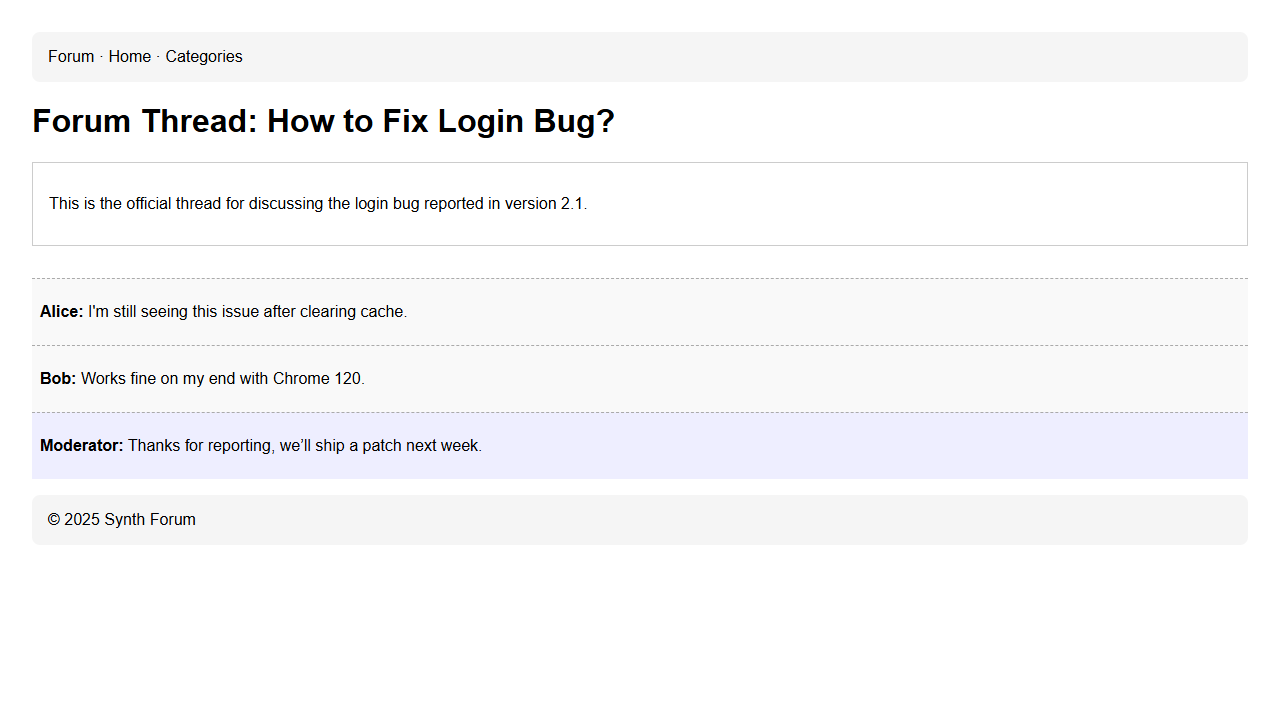 Forum · Home · Categories
Forum Thread: How to Fix Login Bug?
This is the official thread for discussing the login bug reported in version 2.1.
Alice: I'm still seeing this issue after clearing cache.
Bob: Works fine on my end with Chrome 120.
Moderator: Thanks for reporting, we’ll ship a patch next week.
© 2025 Synth Forum